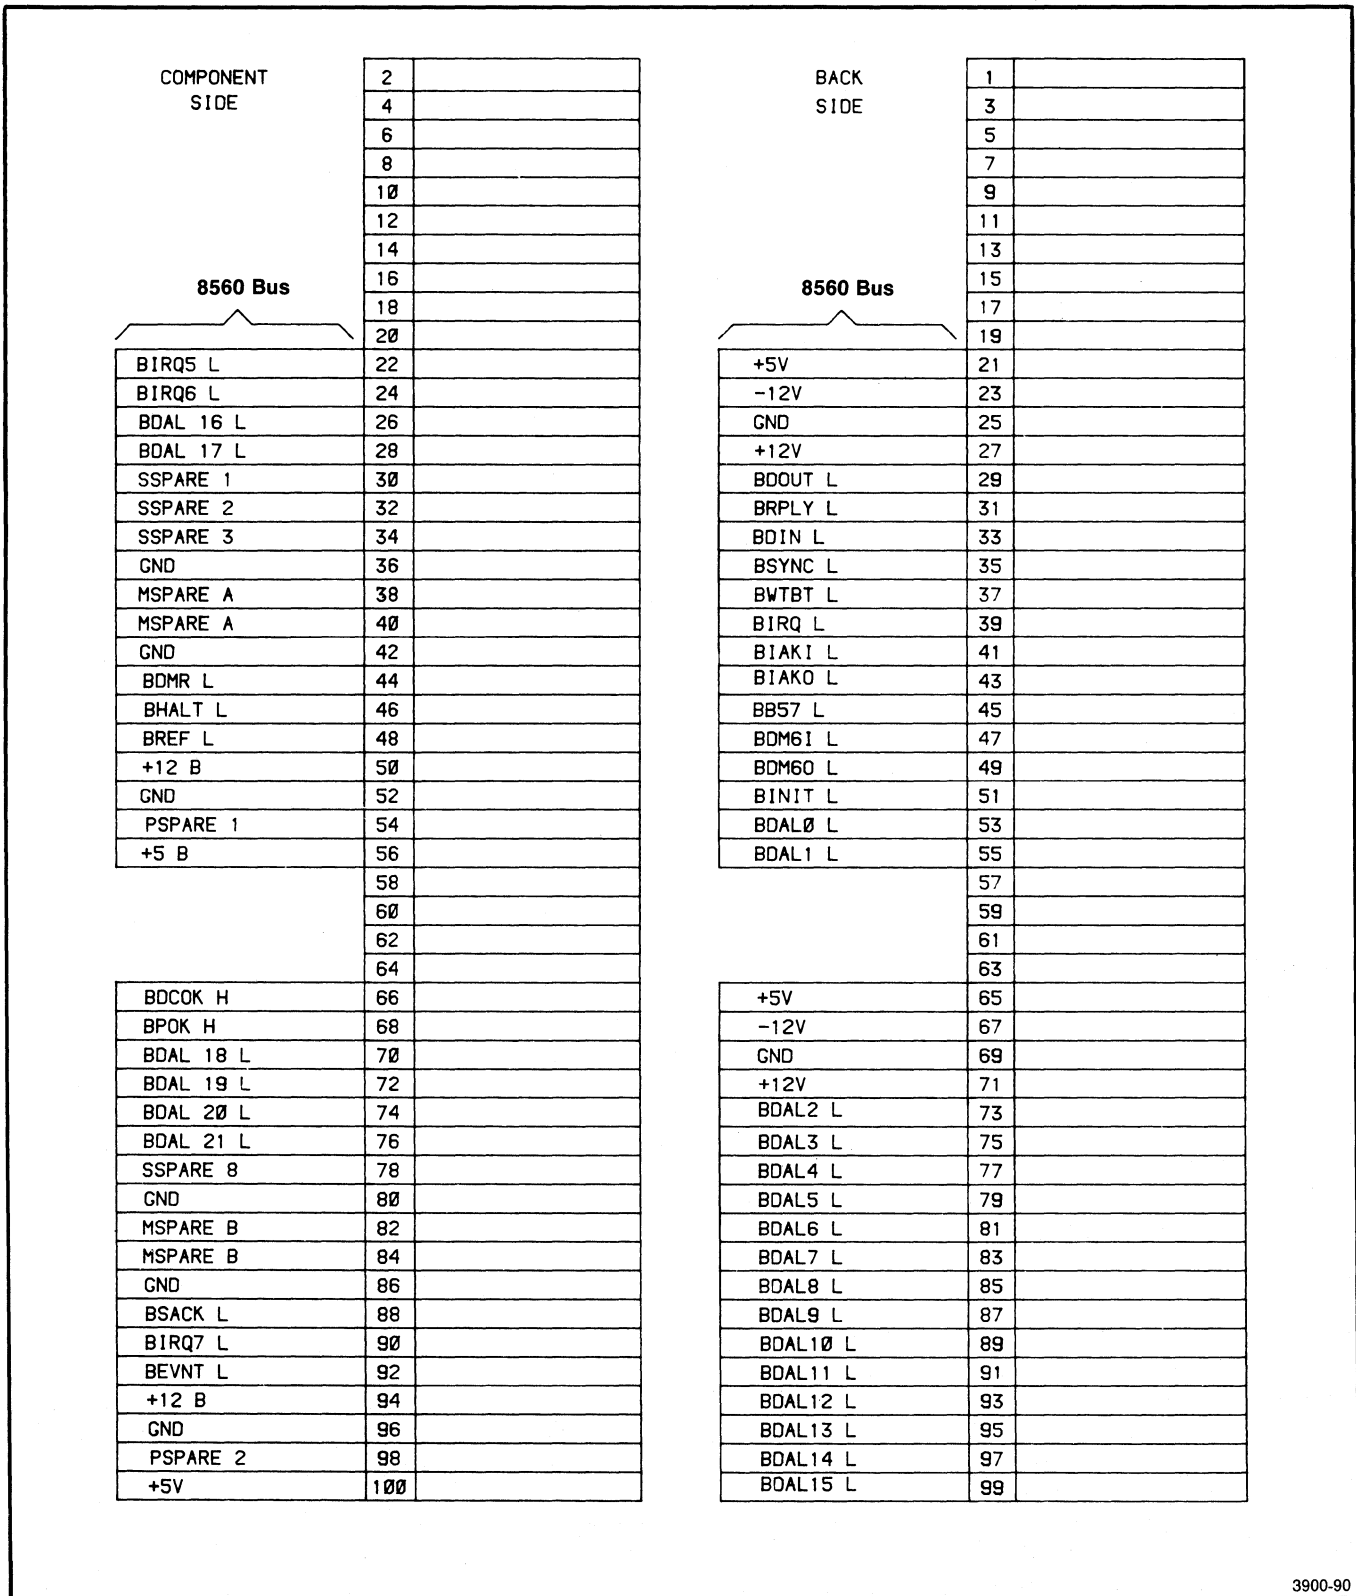 COMPONENT SIDE
2
4
6
8
10
12
14
16
18
20
8560 Bus
BIRQ5 L 22
BIRQ6 L 24
BDAL 16 L 26
BDAL 17 L 28
SSPARE 1 30
SSPARE 2 32
SSPARE 3 34
GND 36
MSPARE A 38
MSPARE A 40
GND 42
BDMR L 44
BHALT L 46
BREF L 48
+12 B 50
GND 52
PSPARE 1 54
+5 B 56
58
60
62
64
BDCOK H 66
BPOK H 68
BDAL 18 L 70
BDAL 19 L 72
BDAL 20 L 74
BDAL 21 L 76
SSPARE 8 78
GND 80
MSPARE B 82
MSPARE B 84
GND 86
BSACK L 88
BIRQ7 L 90
BEVNT L 92
+12 B 94
GND 96
PSPARE 2 98
+5V 100
BACK SIDE
1
3
5
7
9
11
13
15
17
19
8560 Bus
+5V 21
-12V 23
GND 25
+12V 27
BDOUT L 29
BRPLY L 31
BDIN L 33
BSYNC L 35
BWTBT L 37
BIRQ L 39
BIAKI L 41
BIAKO L 43
BB57 L 45
BDM6I L 47
BDM6O L 49
BINIT L 51
BDAL0 L 53
BDAL1 L 55
57
59
61
63
+5V 65
-12V 67
GND 69
+12V 71
BDAL2 L 73
BDAL3 L 75
BDAL4 L 77
BDAL5 L 79
BDAL6 L 81
BDAL7 L 83
BDAL8 L 85
BDAL9 L 87
BDAL10 L 89
BDAL11 L 91
BDAL12 L 93
BDAL13 L 95
BDAL14 L 97
BDAL15 L 99
3900-90